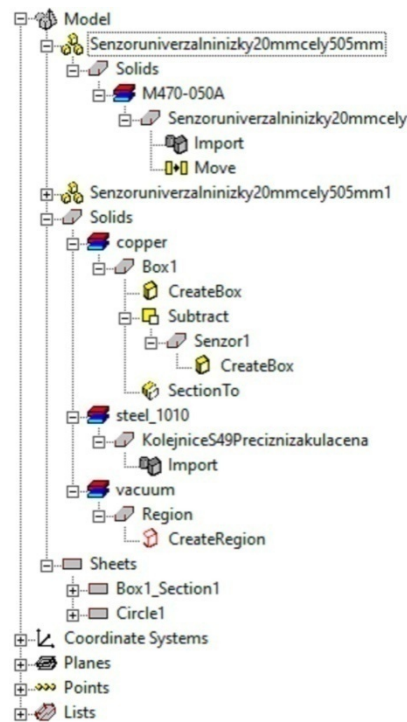 Model
Senzoruniverzalninizky20mmcely505mm
Solids
M470-050A
Senzoruniverzalninizky20mmcely
Import
Move
Senzoruniverzalninizky20mmcely505mm1
Solids
copper
Box1
CreateBox
Subtract
Senzor1
CreateBox
SectionTo
steel_1010
KolejniceS49Preciznizakulacena
Import
vacuum
Region
CreateRegion
Sheets
Box1_Section1
Circle1
Coordinate Systems
Planes
Points
Lists